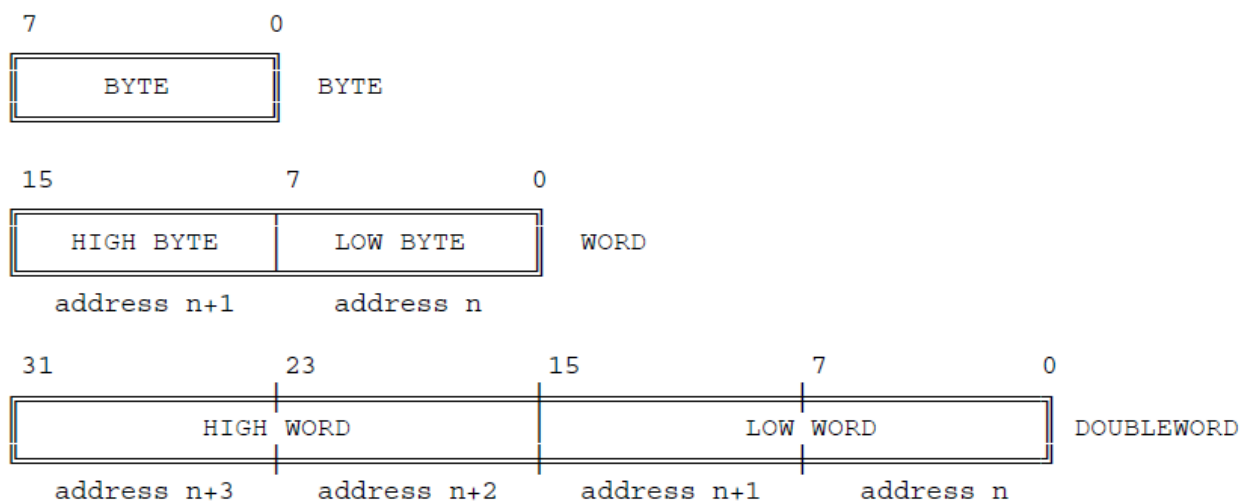 7 0
BYTE BYTE
15 7 0
HIGH BYTE LOW BYTE WORD
address n+1 address n
31 23 15 7 0
HIGH WORD LOW WORD DOUBLEWORD
address n+3 address n+2 address n+1 address n